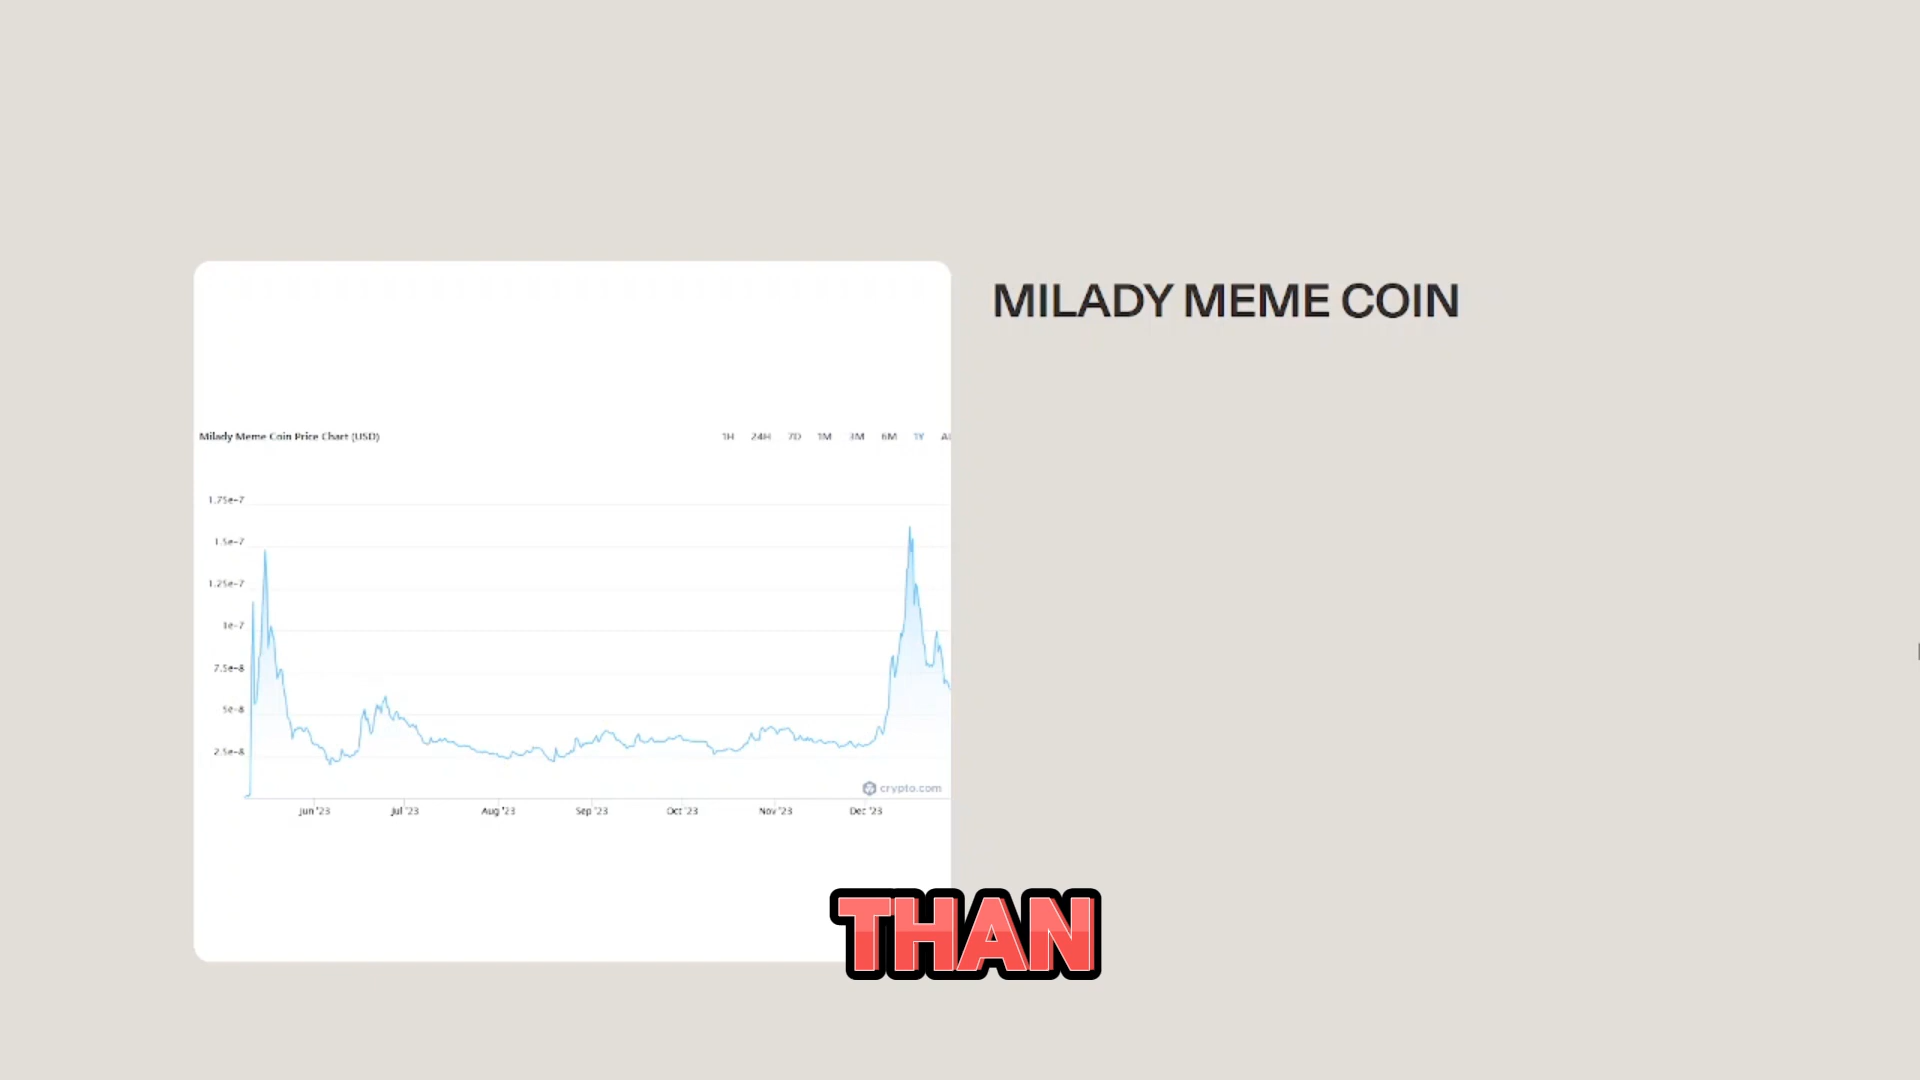 MILADY MEME COIN
Milady Meme Coin Price Chart (USD)
1H 24H 7D 1M 3M 6M 1Y
1.75e-7
1.5e-7
1.25e-7
1e-7
7.5e-8
5e-8
2.5e-8
crypto.com
Jun '23 Jul '23 Aug '23 Sep '23 Oct '23 Nov '23 Dec '23
THAN